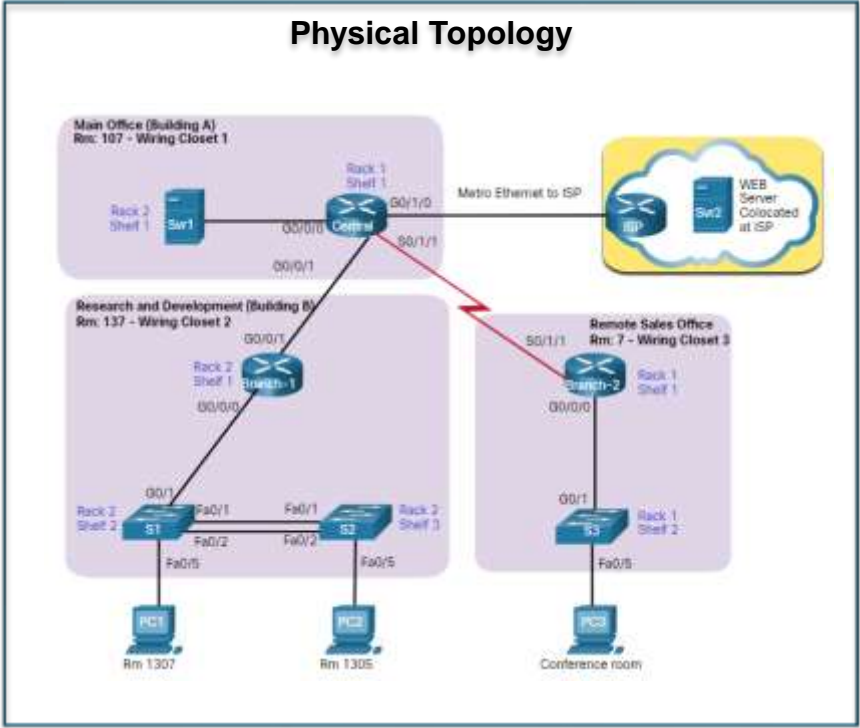 Physical Topology
Main Office (Building A)
Rm: 107 - Wiring Closet 1
Rack 1
Shelf 1
Rack 2
Shelf 1
Svr1
G0/0/0
Central
G0/1/0
S0/1/1
G0/0/1
Metro Ethernet to ISP
ISP
Svr2
WEB
Server
Colocated
at ISP
Research and Development (Building B)
Rm: 137 - Wiring Closet 2
G0/0/1
Rack 2
Shelf 1
Branch-1
G0/0/0
G0/1
Rack 2
Shelf 2
S1
Fa0/1
Fa0/1
Fa0/2
Fa0/2
S2
Rack 2
Shelf 3
Fa0/5
Fa0/5
Remote Sales Office
Rm: 7 - Wiring Closet 3
S0/1/1
Branch-2
Rack 1
Shelf 1
G0/0/0
G0/1
S3
Rack 1
Shelf 2
Fa0/5
PC1
Rm 1307
PC2
Rm 1305
PC3
Conference room